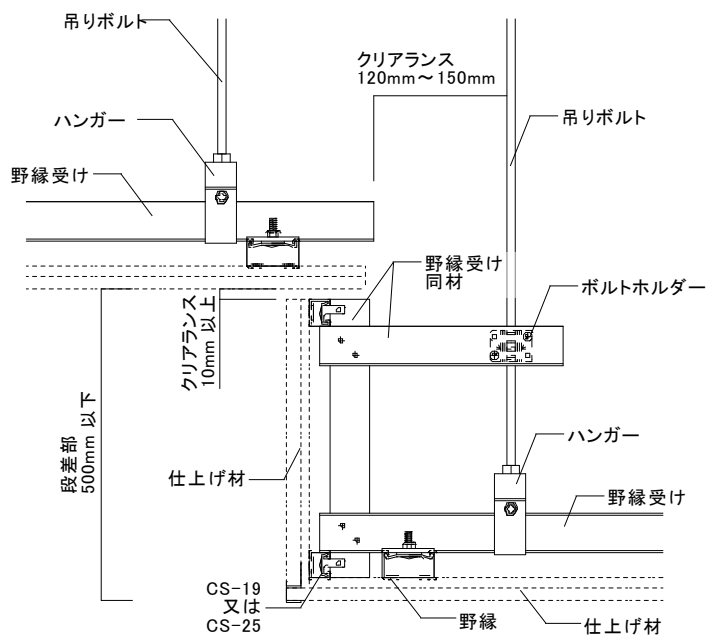 吊りボルト
クリアランス
120mm～150mm
ハンガー
吊りボルト
野縁受け
野縁受け
同材
ボルトホルダー
クリアランス
10mm 以上
段差部
500mm 以下
仕上げ材
ハンガー
野縁受け
CS-19
又は
CS-25
野縁
仕上げ材